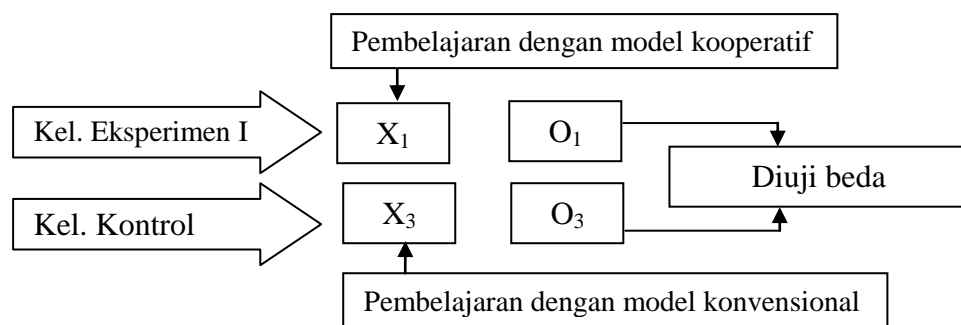 Pembelajaran dengan model kooperatif
Kel. Eksperimen I
X₁
O₁
Diuji beda
Kel. Kontrol
X₃
O₃
Pembelajaran dengan model konvensional